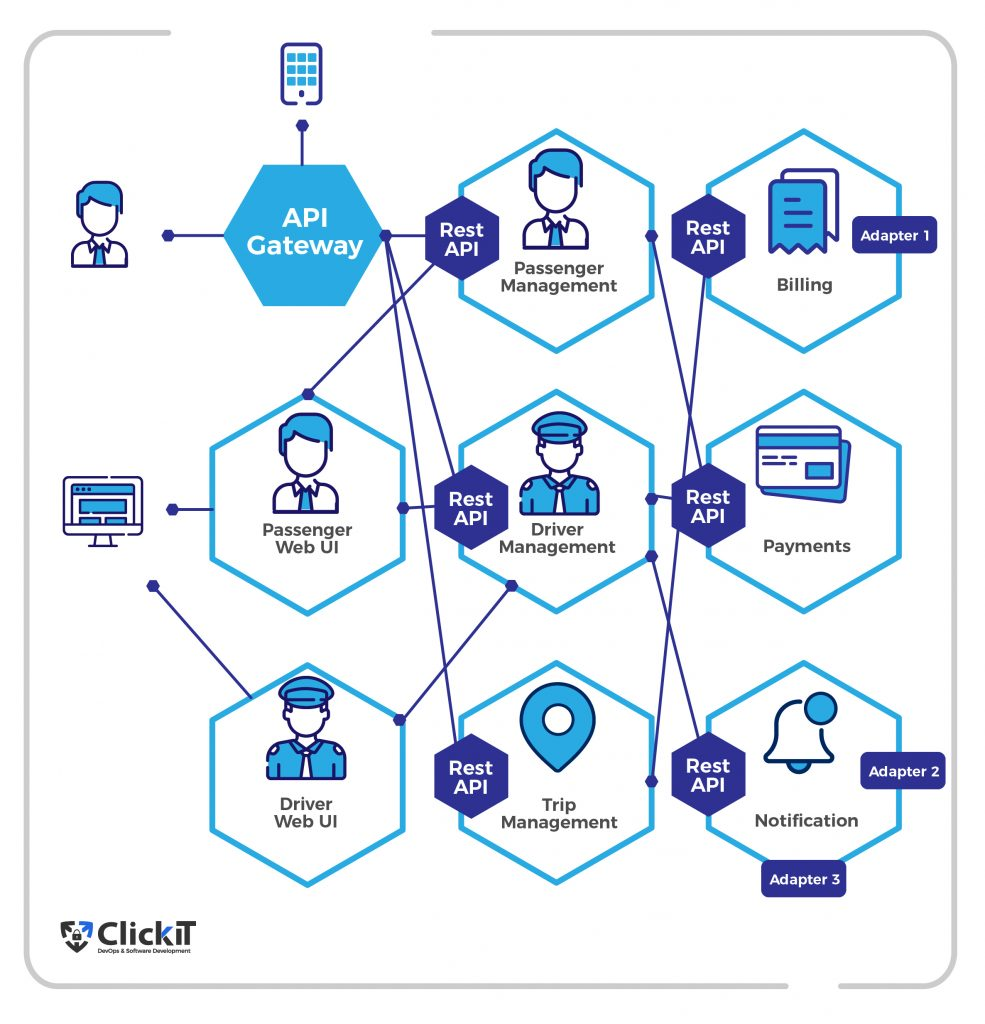 API
Gateway
Rest
API
Passenger
Management
Rest
API
Billing
Adapter 1
Passenger
Web UI
Rest
API
Driver
Management
Rest
API
Payments
Driver
Web UI
Rest
API
Trip
Management
Rest
API
Notification
Adapter 2
Adapter 3
ClickIT
DevOps & Software Development